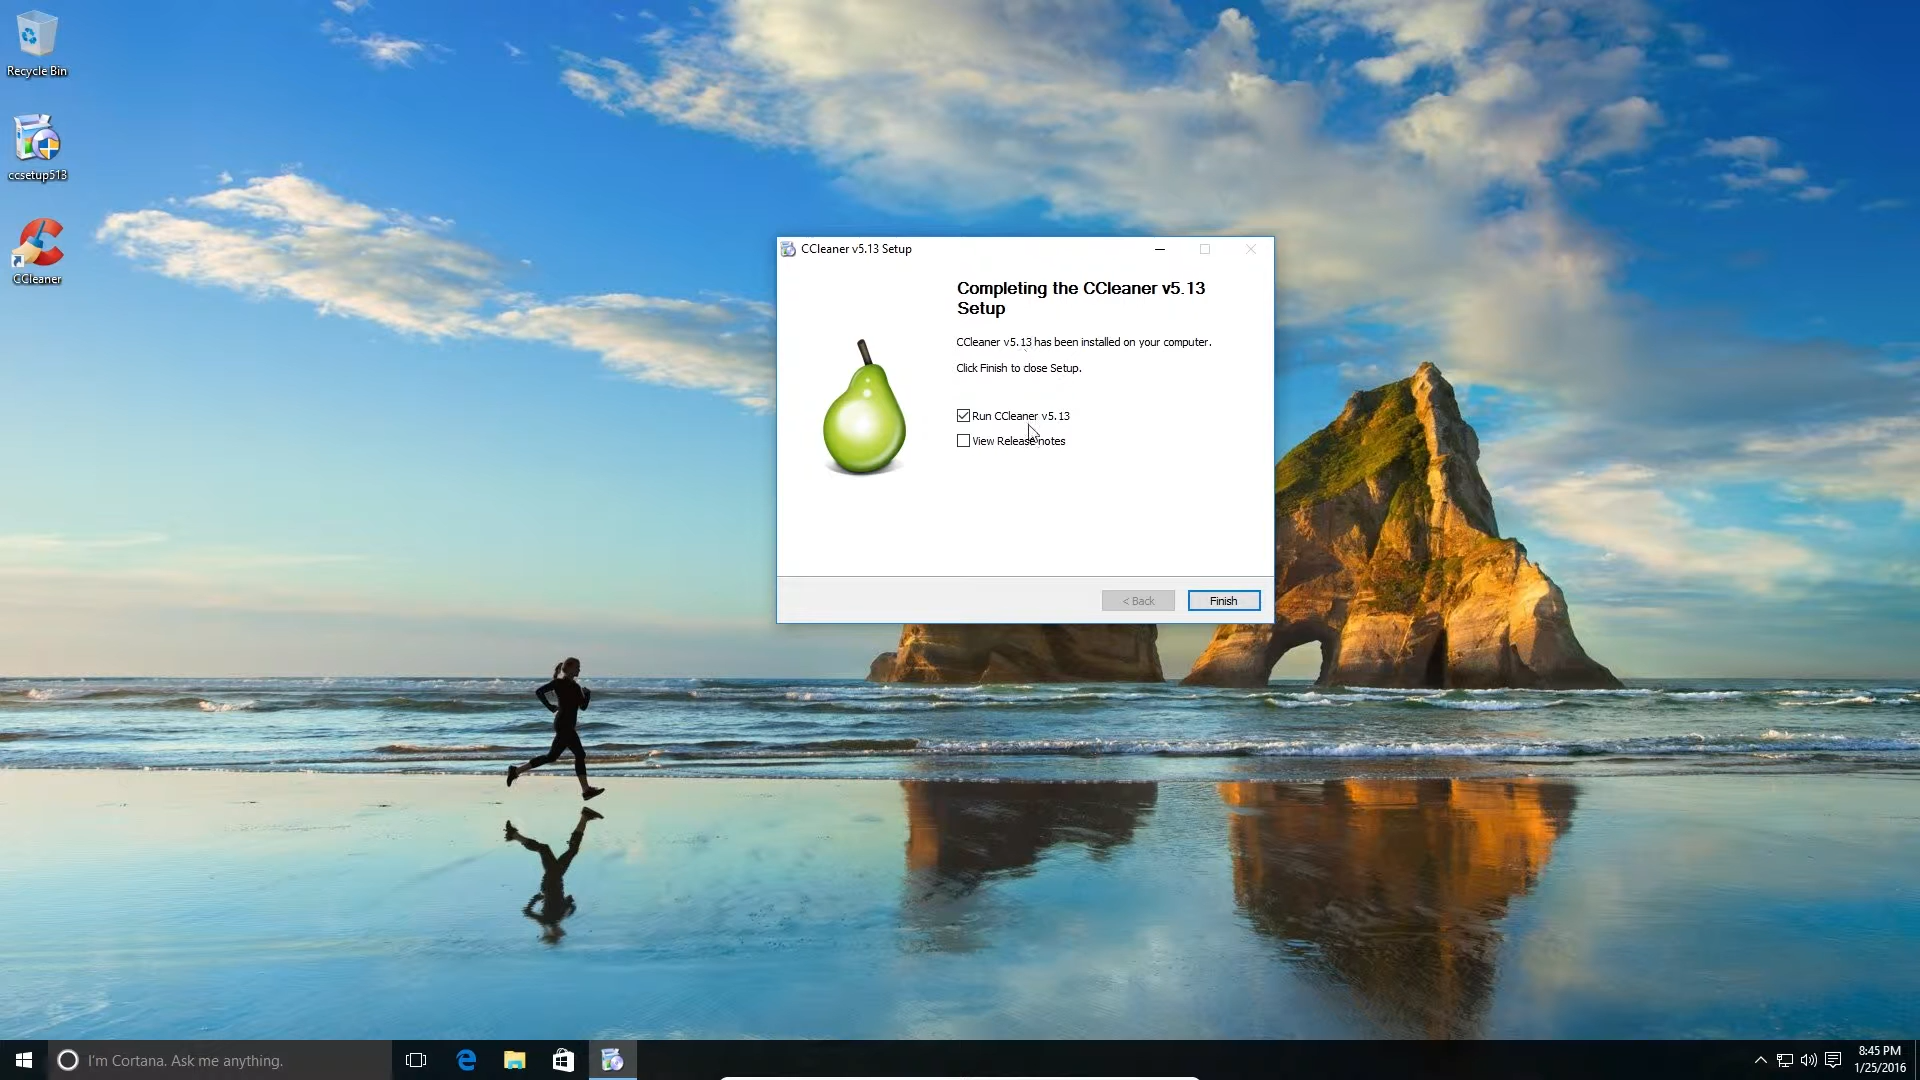 Recycle Bin
ccsetup513
CCleaner
CCleaner v5.13 Setup
Completing the CCleaner v5.13
Setup
CCleaner v5.13 has been installed on your computer.
Click Finish to close Setup.
Run CCleaner v5.13
View Release notes
< Back
Finish
I'm Cortana. Ask me anything.
8:45 PM
1/25/2016